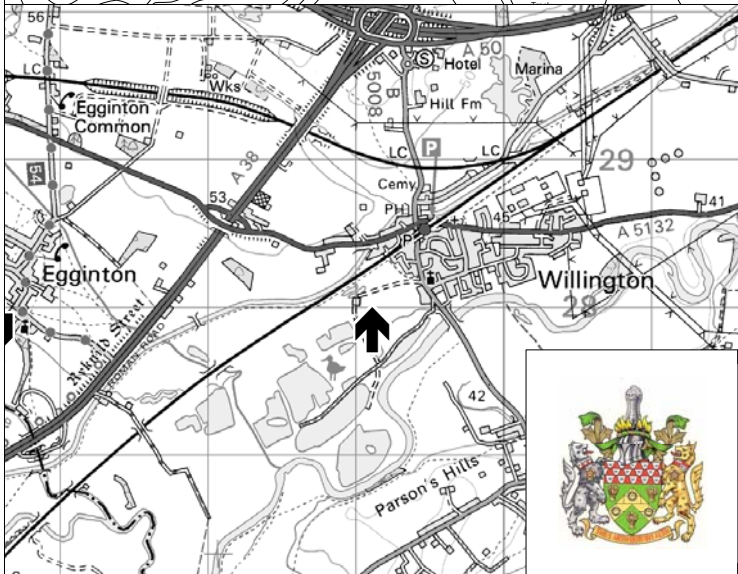 56
A 50
S
Hotel
Marina
LC
Wks
5008
B
Hill Fm
Egginton
Common
A 38
P
LC
LC
29
54
Cemy
53
PH
45
41
A 5132
P
Egginton
Willington
28
Rykneld Street
ROMAN ROAD
42
Parson's Hills